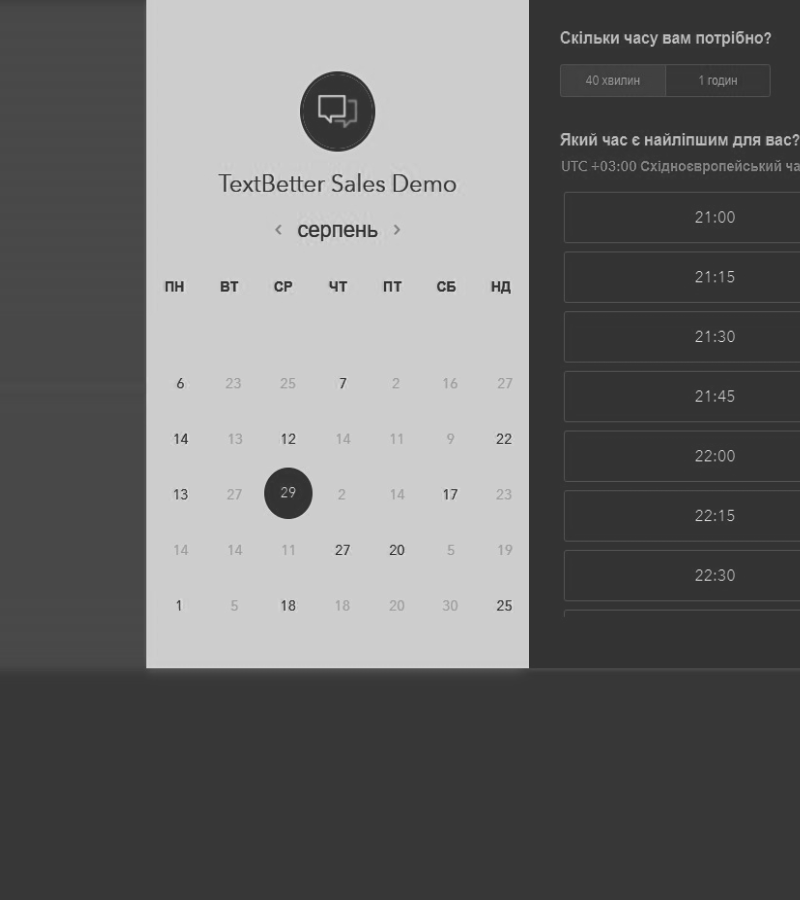 TextBetter Sales Demo
серпень
ПН ВТ СР ЧТ ПТ СБ НД
6 23 25 7 2 16 27
14 13 12 14 11 9 22
13 27 29 2 14 17 23
14 14 11 27 20 5 19
1 5 18 18 20 30 25
Скільки часу вам потрібно?
40 хвилин 1 годин
Який час є найліпшим для вас?
UTC +03:00 Східноєвропейський ча
21:00
21:15
21:30
21:45
22:00
22:15
22:30